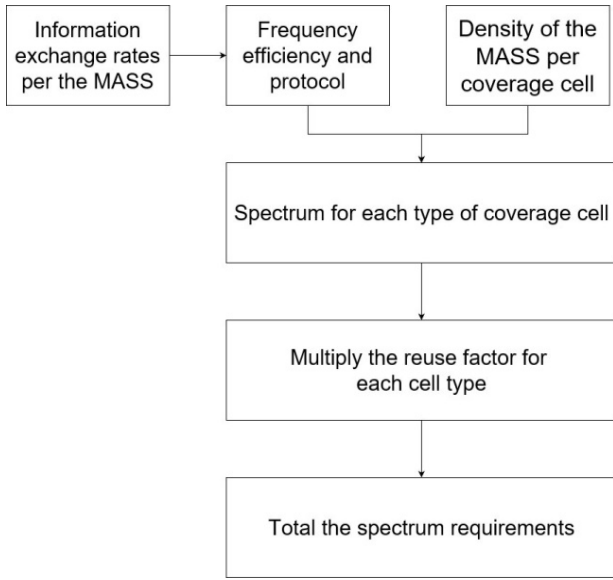 Information
exchange rates
per the MASS
Frequency
efficiency and
protocol
Density of the
MASS per
coverage cell
Spectrum for each type of coverage cell
Multiply the reuse factor for
each cell type
Total the spectrum requirements